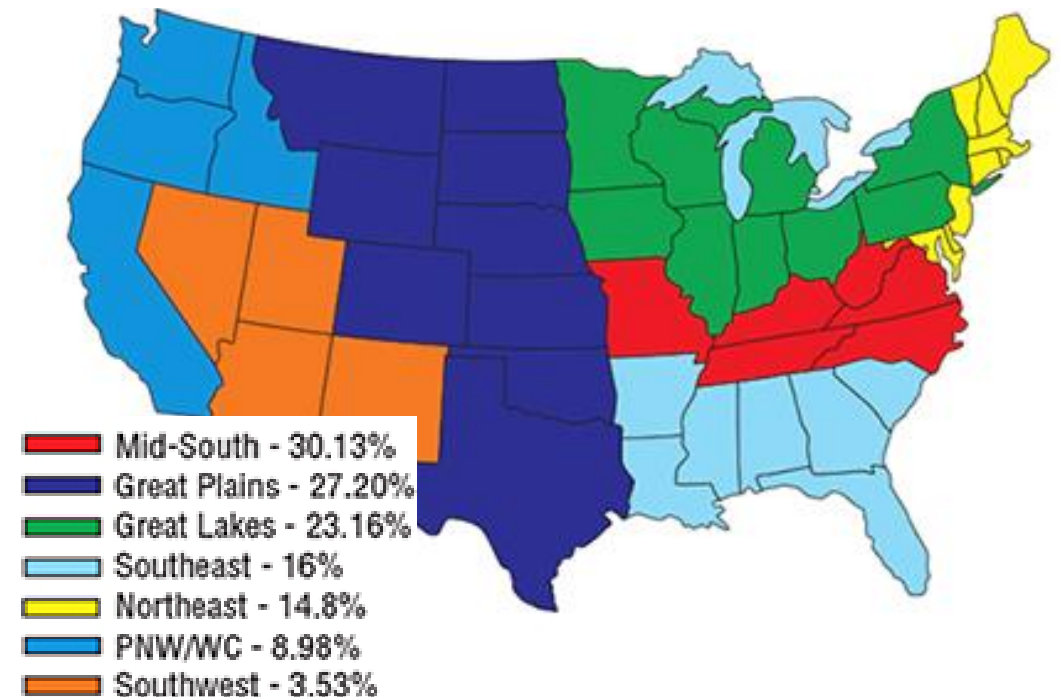 Mid-South - 30.13%
Great Plains - 27.20%
Great Lakes - 23.16%
Southeast - 16%
Northeast - 14.8%
PNW/WC - 8.98%
Southwest - 3.53%